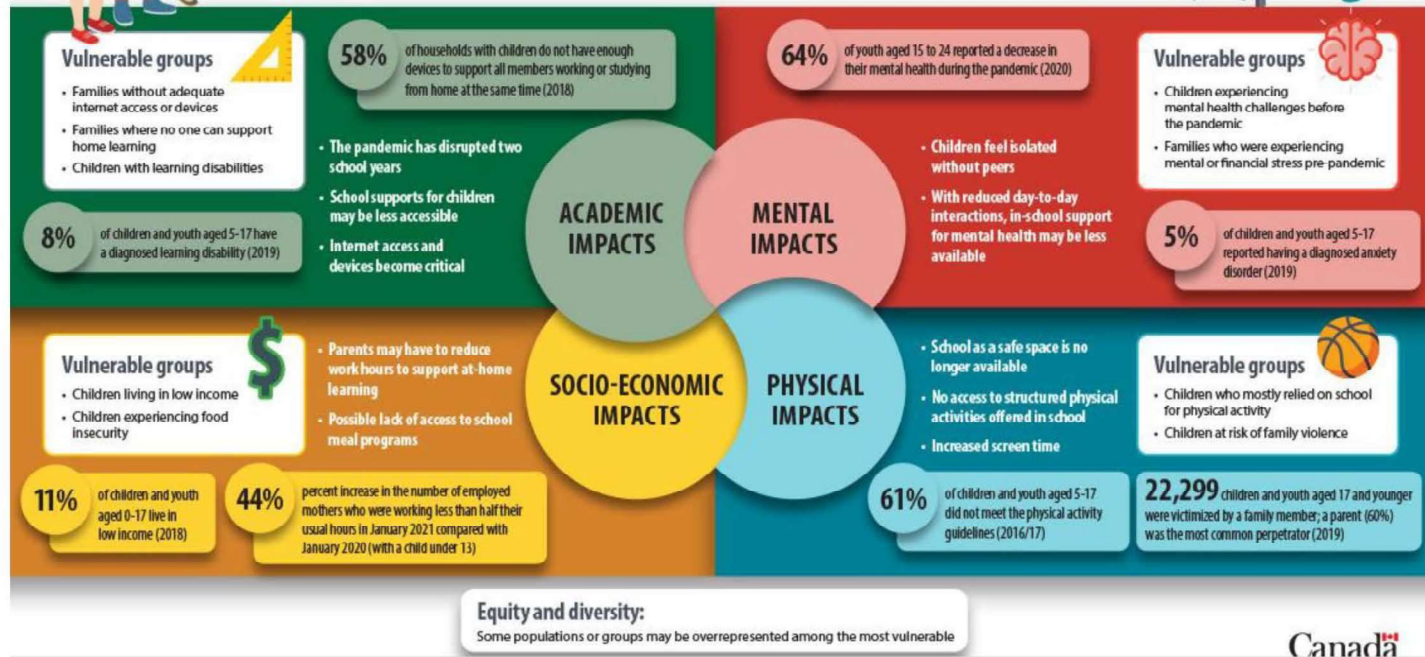 Vulnerable groups
• Families without adequate
internet access or devices
• Families where no one can support
home learning
• Children with learning disabilities
58%
of households with children do not have enough
devices to support all members working or studying
from home at the same time (2018)
• The pandemic has disrupted two
school years
• School supports for children
may be less accessible
• Internet access and
devices become critical
8%
of children and youth aged 5-17 have
a diagnosed learning disability (2019)
ACADEMIC
IMPACTS
64%
of youth aged 15 to 24 reported a decrease in
their mental health during the pandemic (2020)
MENTAL
IMPACTS
• Children feel isolated
without peers
• With reduced day-to-day
interactions, in-school support
for mental health may be less
available
Vulnerable groups
• Children experiencing
mental health challenges before
the pandemic
• Families who were experiencing
mental or financial stress pre-pandemic
5%
of children and youth aged 5-17
reported having a diagnosed anxiety
disorder (2019)
Vulnerable groups
• Children living in low income
• Children experiencing food
insecurity
• Parents may have to reduce
work hours to support at-home
learning
• Possible lack of access to school
meal programs
SOCIO-ECONOMIC
IMPACTS
11%
of children and youth
aged 0-17 live in
low income (2018)
44%
percent increase in the number of employed
mothers who were working less than half their
usual hours in January 2021 compared with
January 2020 (with a child under 13)
PHYSICAL
IMPACTS
• School as a safe space is no
longer available
• No access to structured physical
activities offered in school
• Increased screen time
Vulnerable groups
• Children who mostly relied on school
for physical activity
• Children at risk of family violence
61%
of children and youth aged 5-17
did not meet the physical activity
guidelines (2016/17)
22,299 children and youth aged 17 and younger
were victimized by a family member; a parent (60%)
was the most common perpetrator (2019)
Equity and diversity:
Some populations or groups may be overrepresented among the most vulnerable
Canada